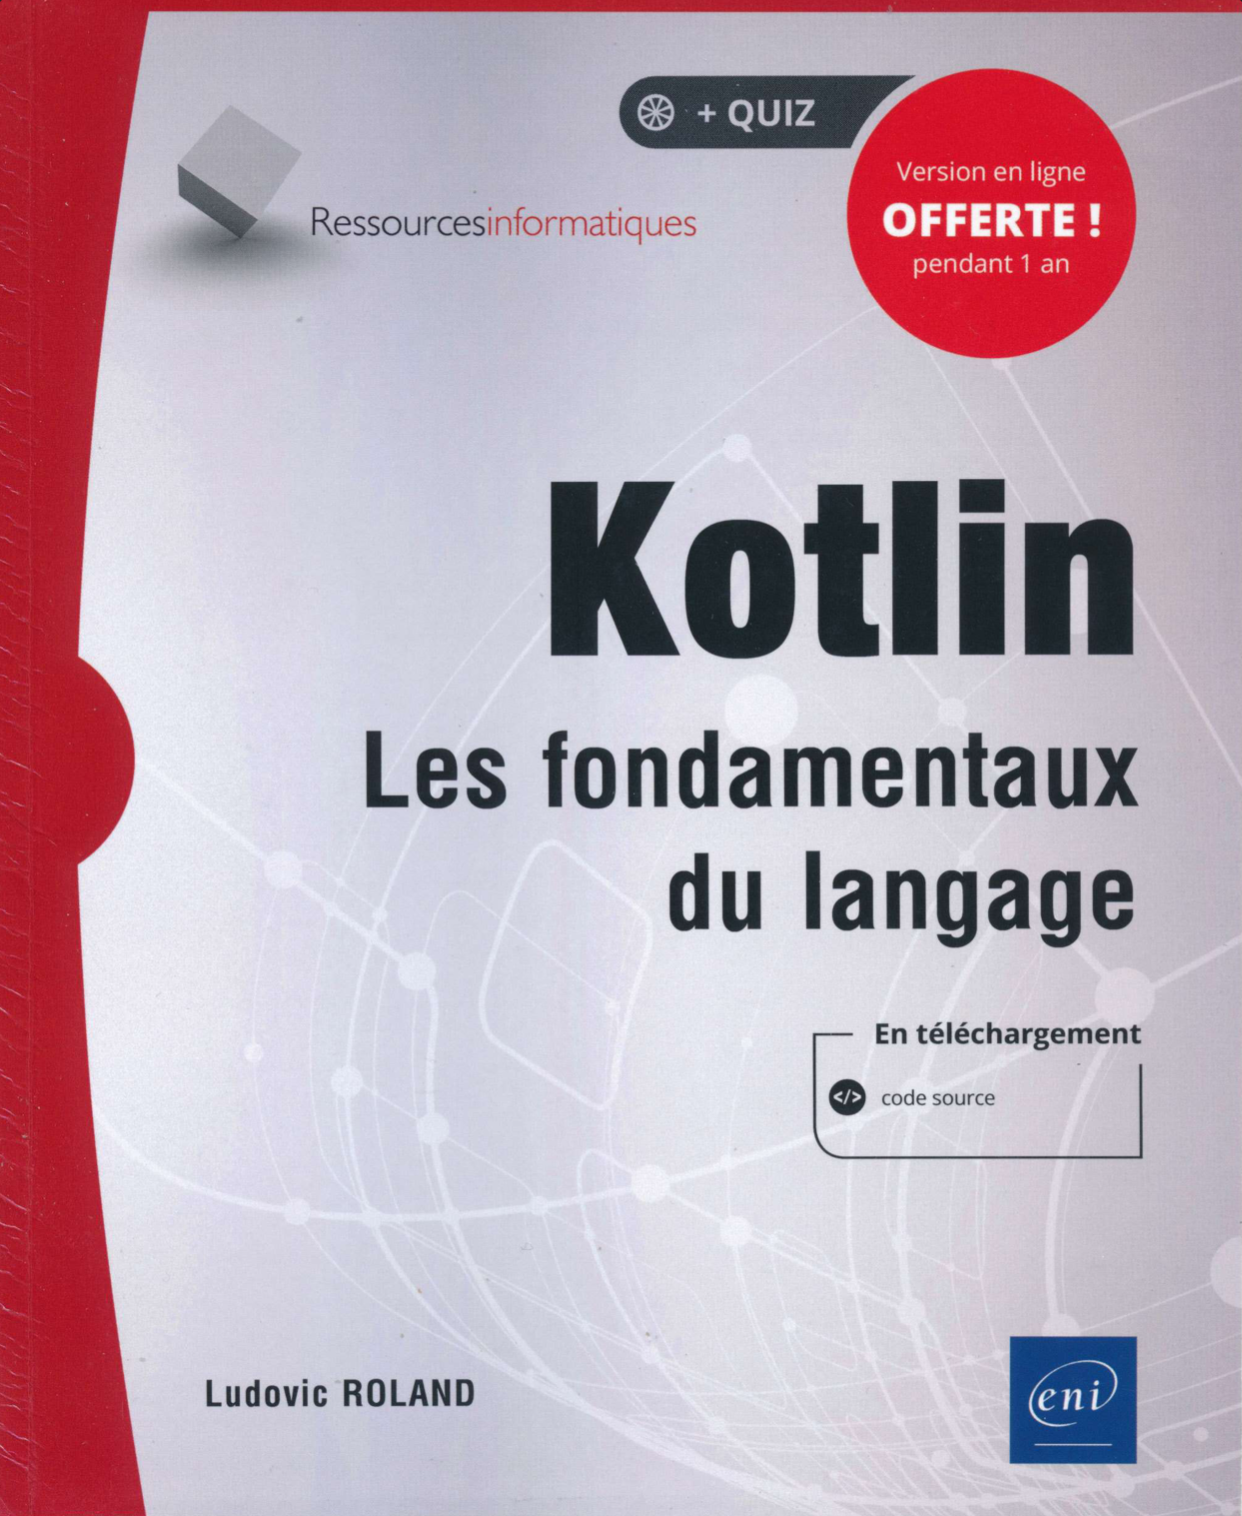 + QUIZ
Version en ligne
OFFERTE !
pendant 1 an
Ressourcesinformatiques
Kotlin
Les fondamentaux
du langage
En téléchargement
</> code source
Ludovic ROLAND
eni